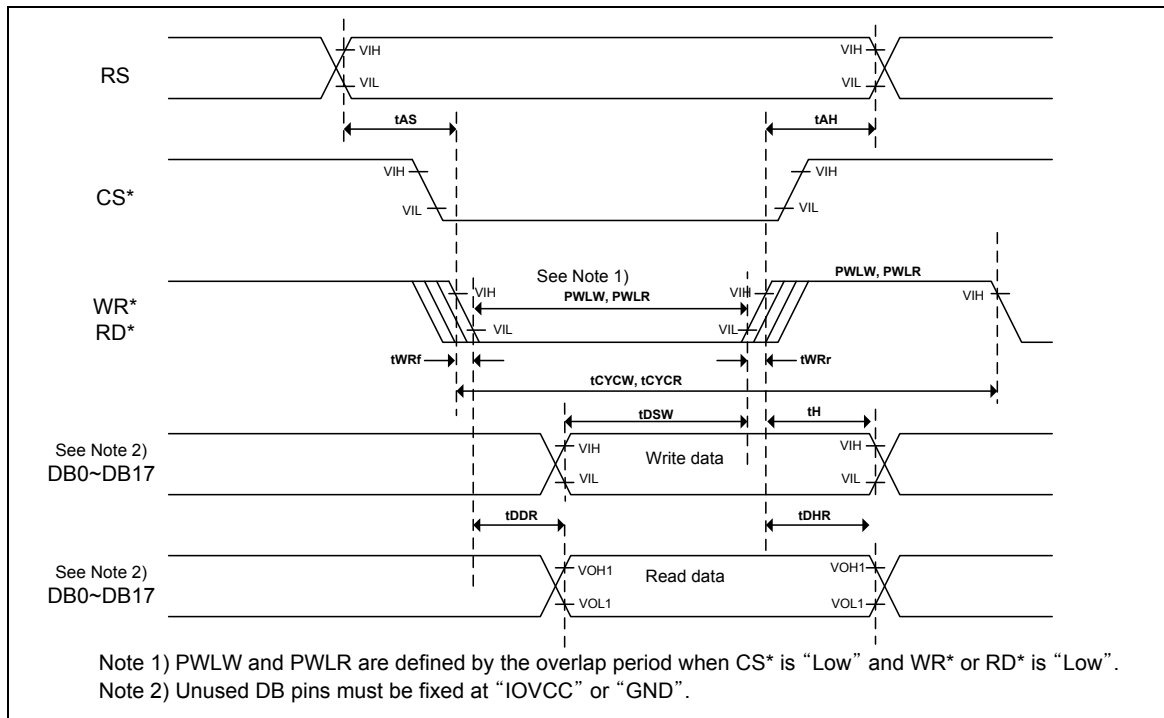 RS
VIH
VIH
VIL
VIL
tAS
tAH
CS*
VIH
VIH
VIL
VIL
See Note 1)
PWLW, PWLR
PWLW, PWLR
WR*
RD*
VIH
VIH
VIH
VIL
VIL
tWRf
tWRr
tCYCW, tCYCR
tDSW
tH
See Note 2)
DB0~DB17
VIH
Write data
VIH
VIL
VIL
tDDR
tDHR
See Note 2)
DB0~DB17
VOH1
Read data
VOH1
VOL1
VOL1
Note 1) PWLW and PWLR are defined by the overlap period when CS* is “Low” and WR* or RD* is “Low”.
Note 2) Unused DB pins must be fixed at “IOVCC” or “GND”.